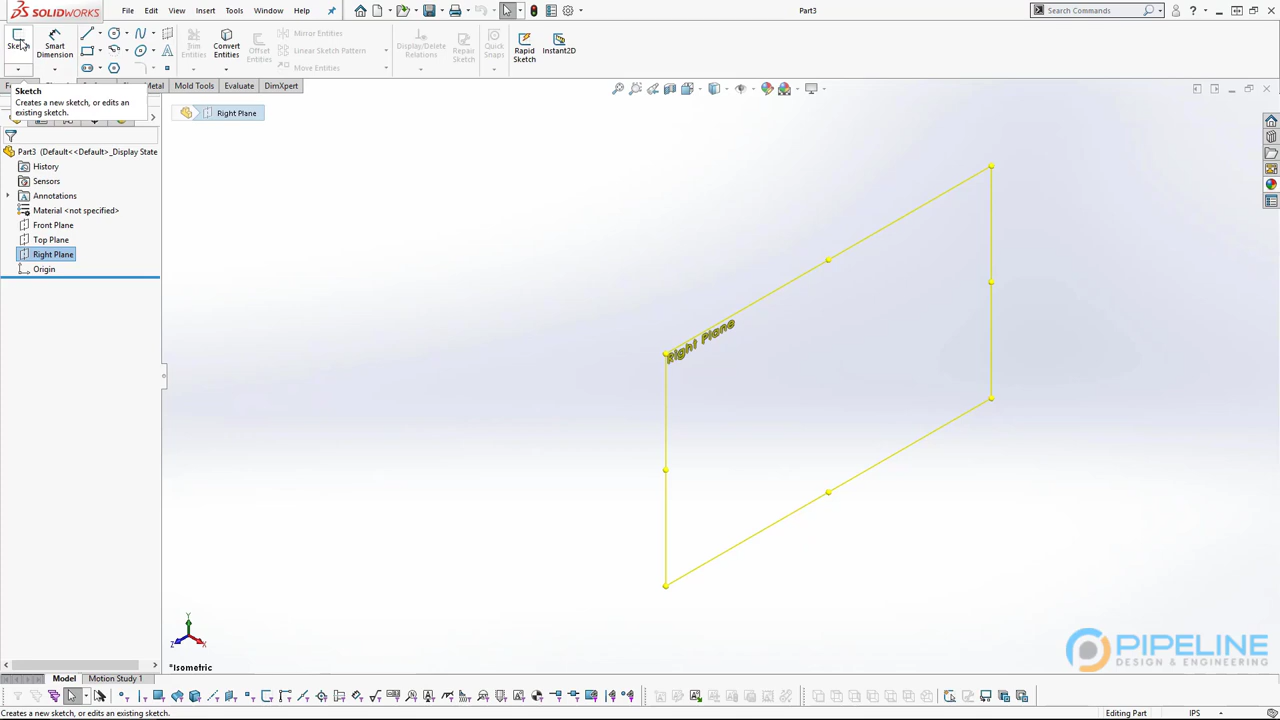 SOLIDWORKS
File Edit View Insert Tools Window Help
Part3
Search Commands
Sketch
Smart Dimension
Trim Entities
Convert Entities
Offset Entities
Mirror Entities
Linear Sketch Pattern
Move Entities
Display/Delete Relations
Repair Sketch
Quick Snaps
Rapid Sketch
Instant2D
Metal Mold Tools Evaluate DimXpert
Sketch
Creates a new sketch, or edits an
existing sketch.
Right Plane
Part3 (Default<<Default>_Display State
History
Sensors
Annotations
Material <not specified>
Front Plane
Top Plane
Right Plane
Origin
Right Plane
Y
Z X
*Isometric
PIPELINE
DESIGN & ENGINEERING
Model Motion Study 1
Creates a new sketch, or edits an existing sketch.
Editing Part IPS